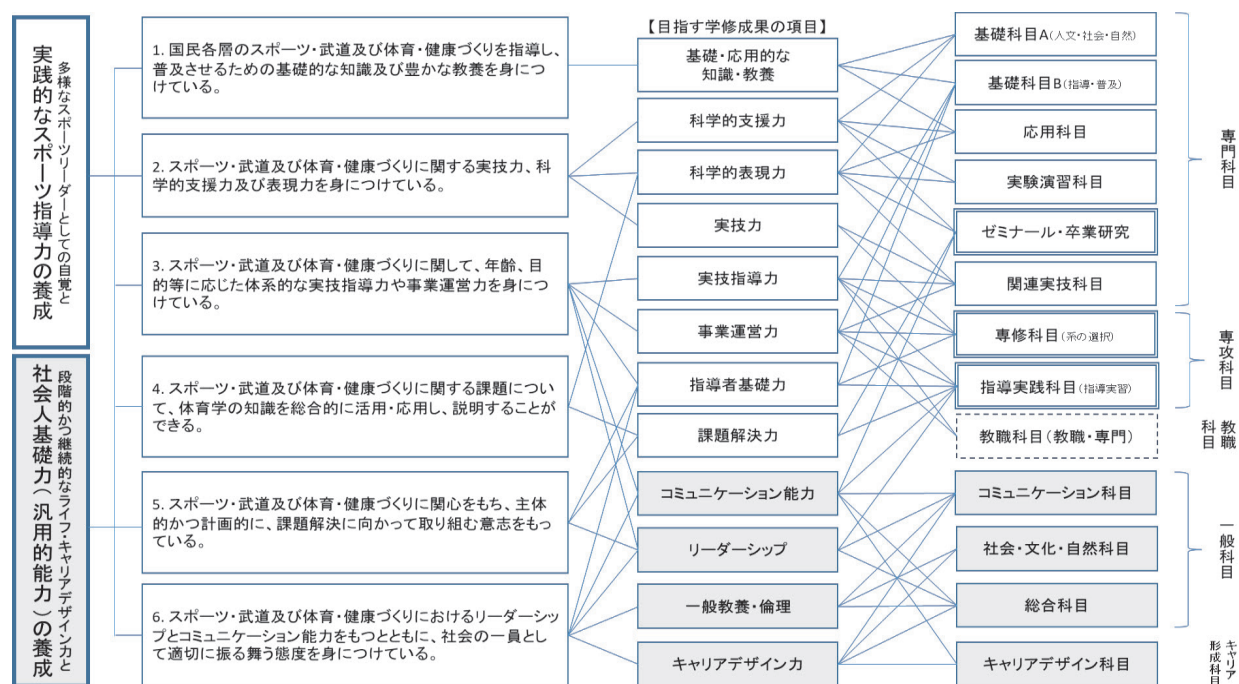 多様なスポーツリーダーとしての自覚と
実践的なスポーツ指導力の養成
段階的かつ継続的なライフ・キャリアデザイン力と
社会人基礎力(汎用的能力)の養成
1. 国民各層のスポーツ・武道及び体育・健康づくりを指導し、
普及させるための基礎的な知識及び豊かな教養を身につ
けている。
2. スポーツ・武道及び体育・健康づくりに関する実技力、科
学的支援力及び表現力を身につけている。
3. スポーツ・武道及び体育・健康づくりに関して、年齢、目
的等に応じた体系的な実技指導力や事業運営力を身につ
けている。
4. スポーツ・武道及び体育・健康づくりに関する課題につい
て、体育学の知識を総合的に活用・応用し、説明することが
できる。
5. スポーツ・武道及び体育・健康づくりに関心をもち、主体
的かつ計画的に、課題解決に向かって取り組む意志をもっ
ている。
6. スポーツ・武道及び体育・健康づくりにおけるリーダーシッ
プとコミュニケーション能力をもつとともに、社会の一員とし
て適切に振る舞う態度を身につけている。
【目指す学修成果の項目】
基礎・応用的な
知識・教養
科学的支援力
科学的表現力
実技力
実技指導力
事業運営力
指導者基礎力
課題解決力
コミュニケーション能力
リーダーシップ
一般教養・倫理
キャリアデザイン力
基礎科目A(人文・社会・自然)
基礎科目B(指導・普及)
応用科目
実験演習科目
ゼミナール・卒業研究
関連実技科目
専修科目(系の選択)
指導実践科目(指導実習)
教職科目(教職・専門)
コミュニケーション科目
社会・文化・自然科目
総合科目
キャリアデザイン科目
専門科目
専攻科目
教職
科目
一般科目
キャリア
形成科目